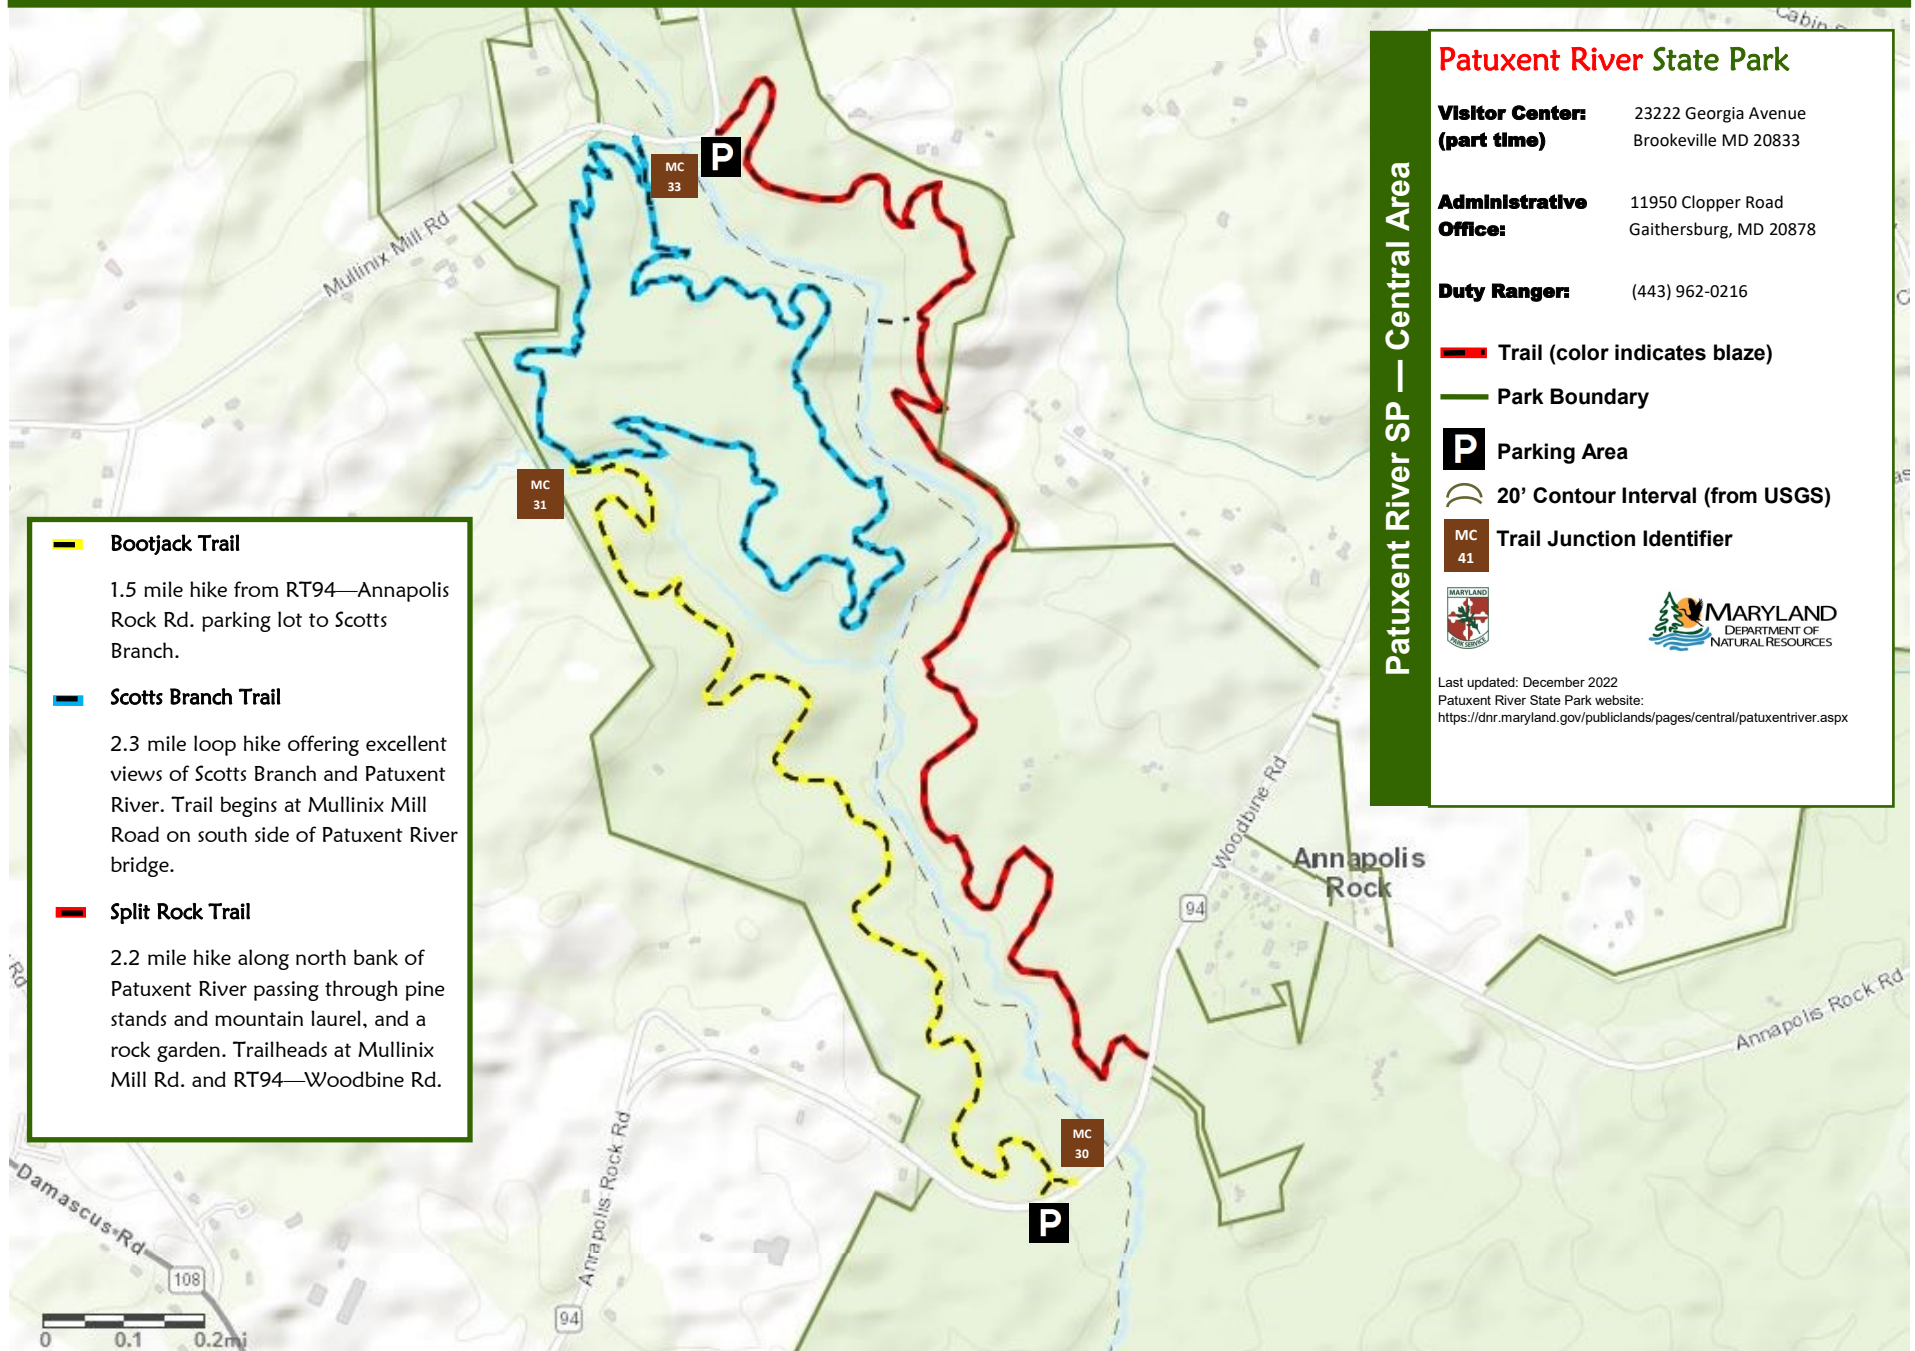 Patuxent River SP — Central Area
Patuxent River State Park
Visitor Center: 23222 Georgia Avenue
(part time) Brookeville MD 20833
Administrative 11950 Clopper Road
Office: Gaithersburg, MD 20878
Duty Ranger: (443) 962-0216
Trail (color indicates blaze)
Park Boundary
P Parking Area
20' Contour Interval (from USGS)
MC
41
Trail Junction Identifier
MARYLAND
PARK SERVICE
MARYLAND
DEPARTMENT OF
NATURAL RESOURCES
Last updated: December 2022
Patuxent River State Park website:
https://dnr.maryland.gov/publiclands/pages/central/patuxentriver.aspx
Bootjack Trail
1.5 mile hike from RT94—Annapolis
Rock Rd. parking lot to Scotts
Branch.
Scotts Branch Trail
2.3 mile loop hike offering excellent
views of Scotts Branch and Patuxent
River. Trail begins at Mullinix Mill
Road on south side of Patuxent River
bridge.
Split Rock Trail
2.2 mile hike along north bank of
Patuxent River passing through pine
stands and mountain laurel, and a
rock garden. Trailheads at Mullinix
Mill Rd. and RT94—Woodbine Rd.
Cabin
P
MC
33
Mullinix Mill Rd
MC
31
Woodbine Rd
Annapolis
Rock
94
Annapolis Rock Rd
Rd
MC
30
P
Annapolis Rock Rd
Damascus Rd
108
94
0 0.1 0.2mi